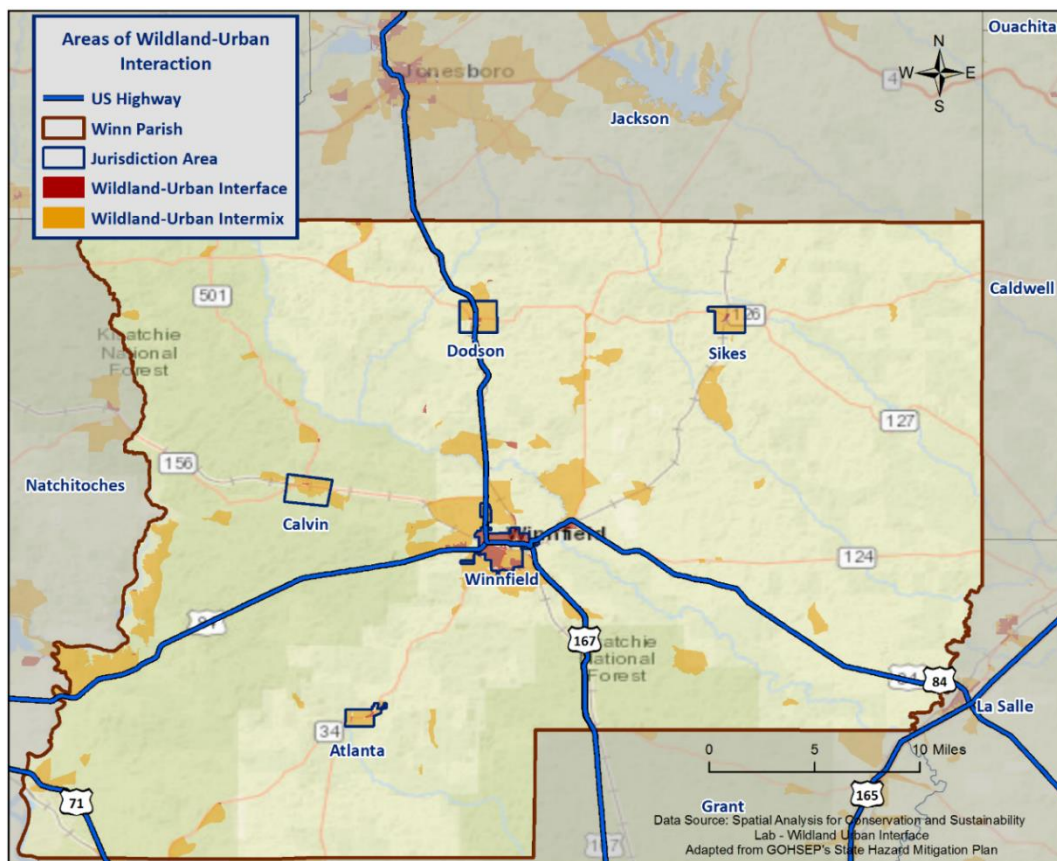 Areas of Wildland-Urban
Interaction
US Highway
Winn Parish
Jurisdiction Area
Wildland-Urban Interface
Wildland-Urban Intermix
Ouachita
N
W E
S
Jonesboro
4
Jackson
501
Caldwell
Kisatchie
National
Forest
126
Dodson
Sikes
127
156
Natchitoches
Calvin
Winnfield
124
Winnfield
84
167
Kisatchie
National
Forest
84
84
La Salle
34
Atlanta
0 5 10 Miles
71
165
Grant
167
Data Source: Spatial Analysis for Conservation and Sustainability
Lab - Wildland Urban Interface
Adapted from GOHSEP's State Hazard Mitigation Plan